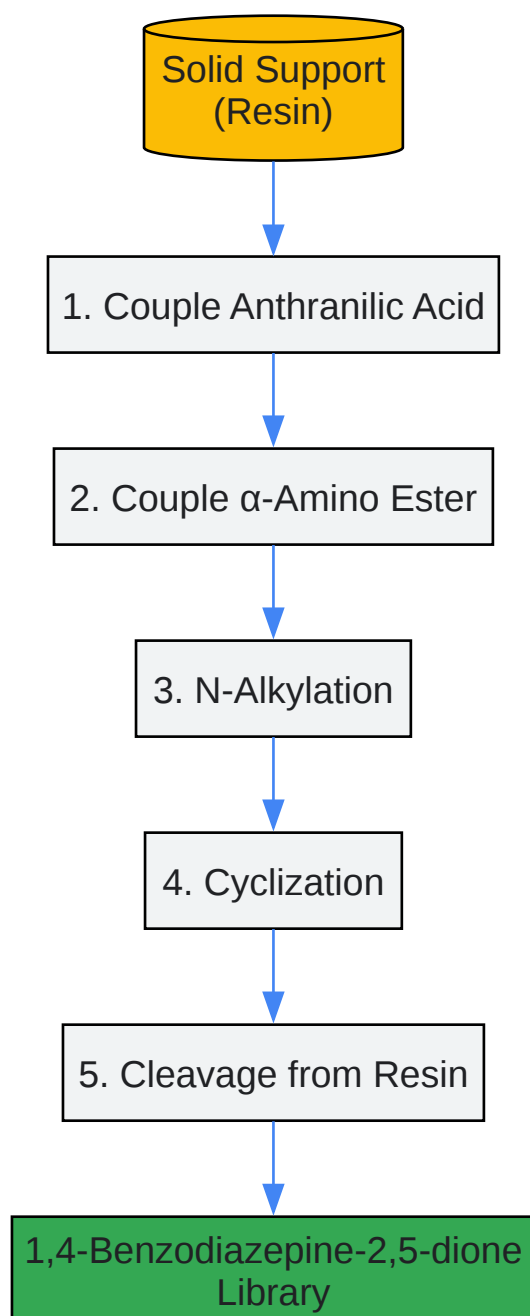 Solid Support
(Resin)
1. Couple Anthranilic Acid
2. Couple α-Amino Ester
3. N-Alkylation
4. Cyclization
5. Cleavage from Resin
1,4-Benzodiazepine-2,5-dione
Library